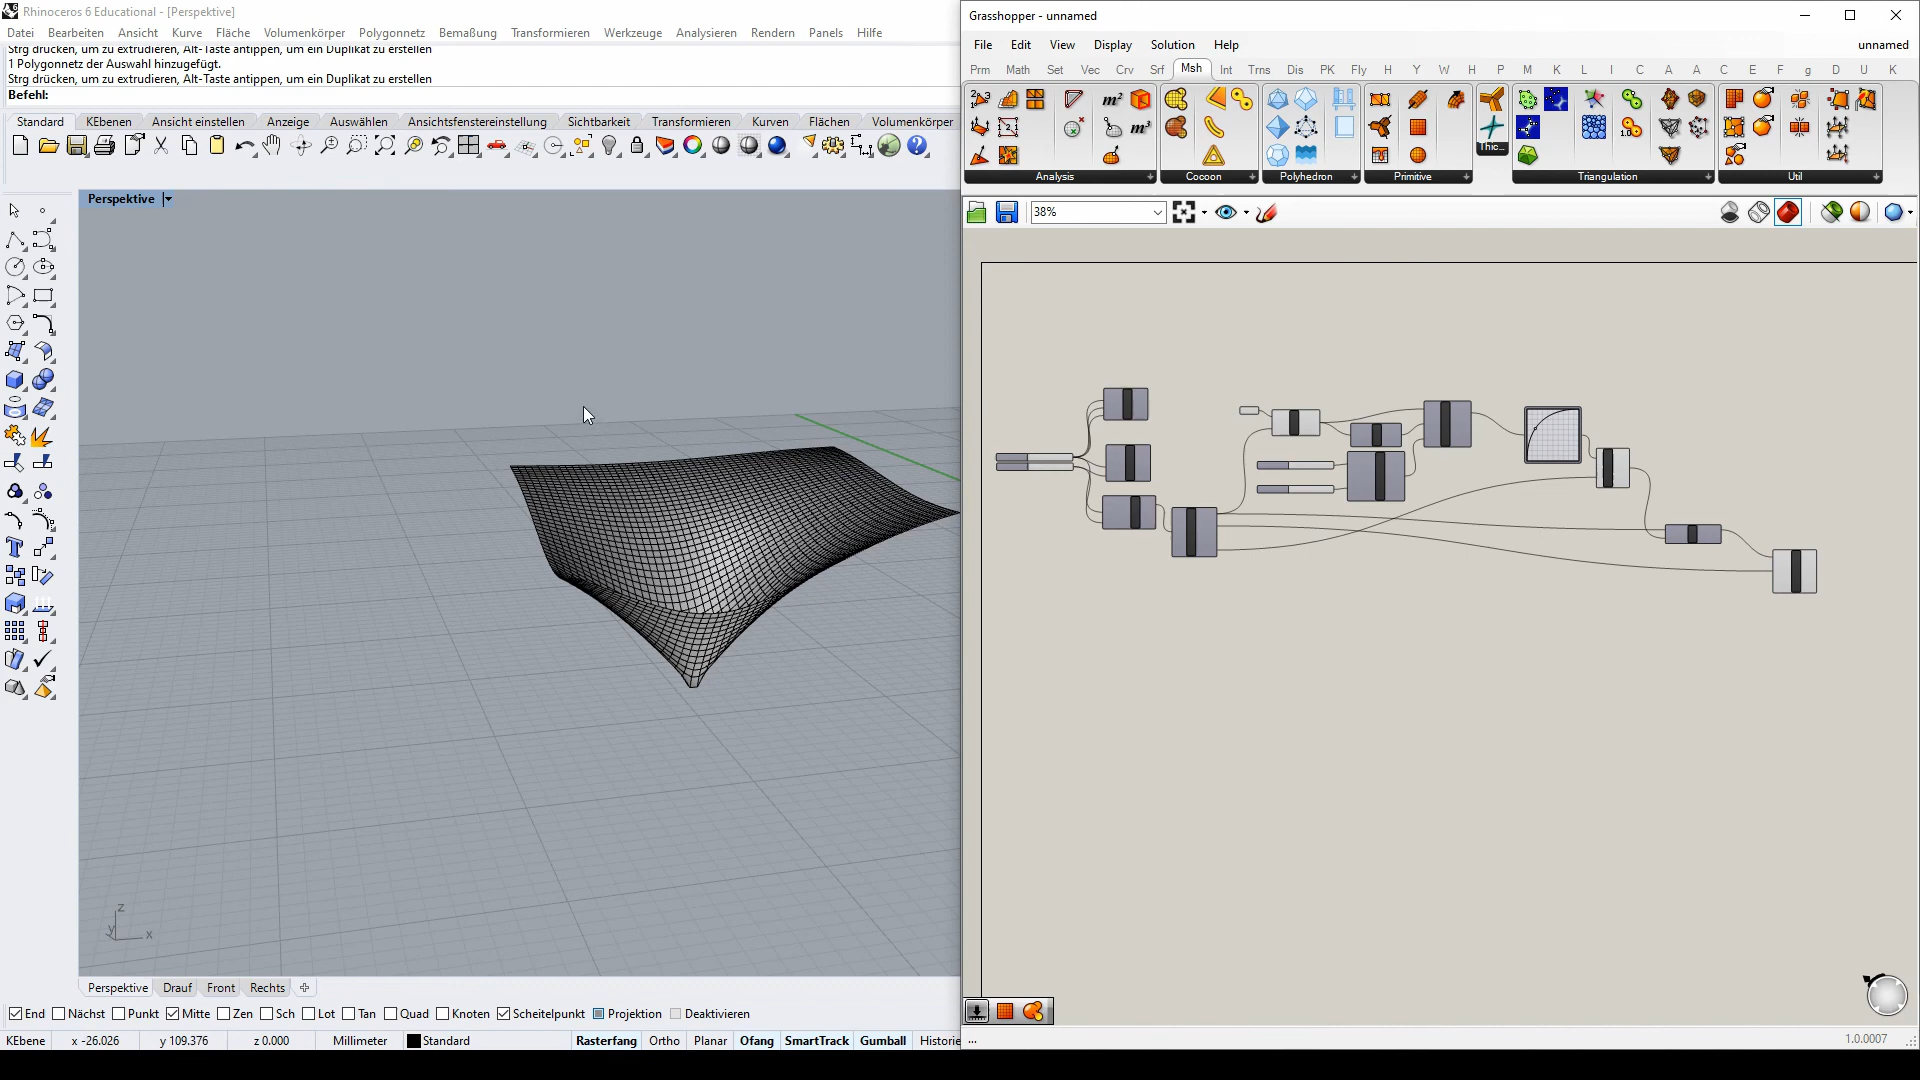 Rhinoceros 6 Educational - [Perspektive]
Datei Bearbeiten Ansicht Kurve Fläche Volumenkörper Polygonnetz Bemaßung Transformieren Werkzeuge Analysieren Rendern Panels Hilfe
Strg drücken, um zu extrudieren, Alt-Taste antippen, um ein Duplikat zu erstellen
1 Polygonnetz der Auswahl hinzugefügt.
Strg drücken, um zu extrudieren, Alt-Taste antippen, um ein Duplikat zu erstellen
Befehl:
Standard KEbenen Ansicht einstellen Anzeige Auswählen Ansichtsfenstereinstellung Sichtbarkeit Transformieren Kurven Flächen Volumenkörper
Perspektive
z
y
x
Perspektive Drauf Front Rechts
End Nächst Punkt Mitte Zen Sch Lot Tan Quad Knoten Scheitelpunkt Projektion Deaktivieren
KEbene x -26.026 y 109.376 z 0.000 Millimeter Standard Rasterfang Ortho Planar Ofang SmartTrack Gumball Historie
Grasshopper - unnamed
File Edit View Display Solution Help unnamed
Prm Math Set Vec Crv Srf Msh Int Trns Dis PK Fly H Y W H P M K L I C A A C E F g D U K
m²
m³
Thic...
Analysis Cocoon Polyhedron Primitive Triangulation Util
38%
...
1.0.0007